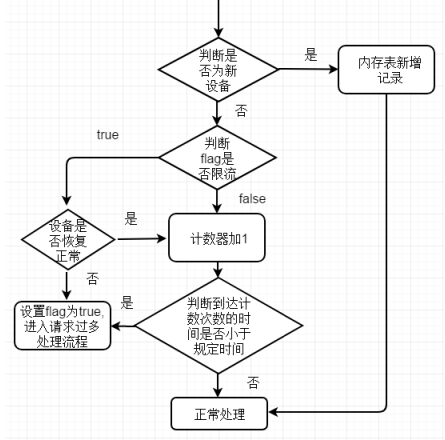 判断是
否为新
设备
是
内存表新增
记录
否
判断
flag是
否限流
true
false
设备是
否恢复
正常
是
计数器加1
否
设置flag为true,
进入请求过多
处理流程
是
判断到达计
数次数的时
间是否小于
规定时间
否
正常处理